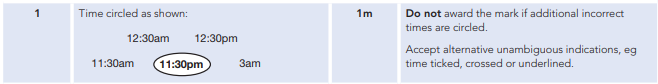 1
Time circled as shown:
12:30am 12:30pm
11:30am 11:30pm 3am
1m
Do not award the mark if additional incorrect
times are circled.
Accept alternative unambiguous indications, eg
time ticked, crossed or underlined.